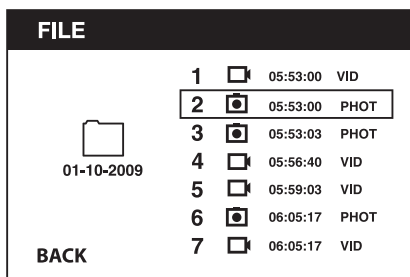 FILE
1 05:53:00 VID
2 05:53:00 PHOT
3 05:53:03 PHOT
4 05:56:40 VID
5 05:59:03 VID
6 06:05:17 PHOT
7 06:05:17 VID
01-10-2009
BACK